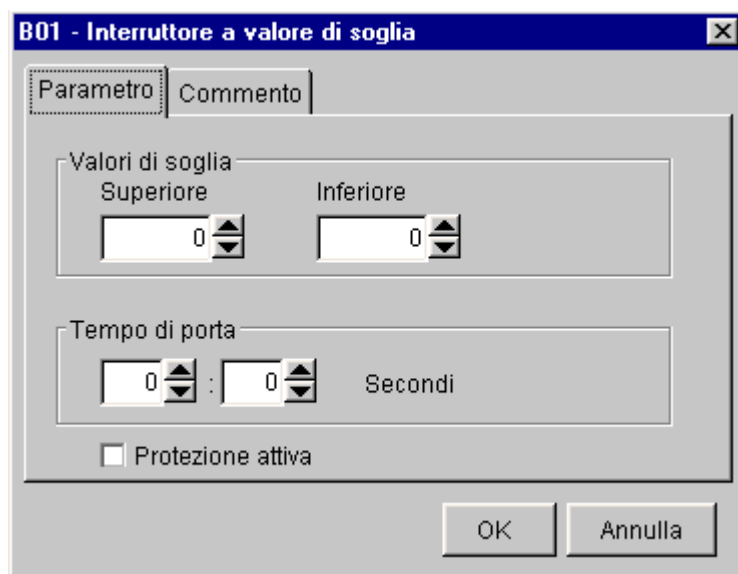 B01 - Interruttore a valore di soglia
Parametro Commento
Valori di soglia
Superiore Inferiore
0 0
Tempo di porta
0 : 0 Secondi
Protezione attiva
OK Annulla